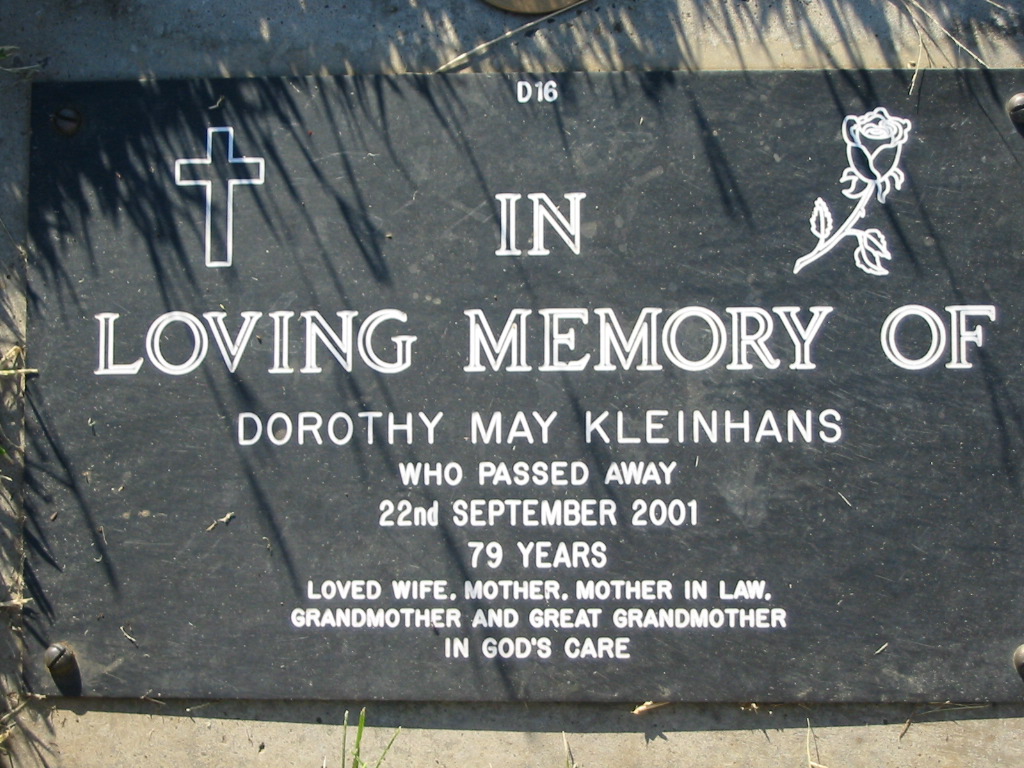 D16
IN
LOVING MEMORY OF
DOROTHY MAY KLEINHANS
WHO PASSED AWAY
22nd SEPTEMBER 2001
79 YEARS
LOVED WIFE, MOTHER, MOTHER IN LAW,
GRANDMOTHER AND GREAT GRANDMOTHER
IN GOD'S CARE